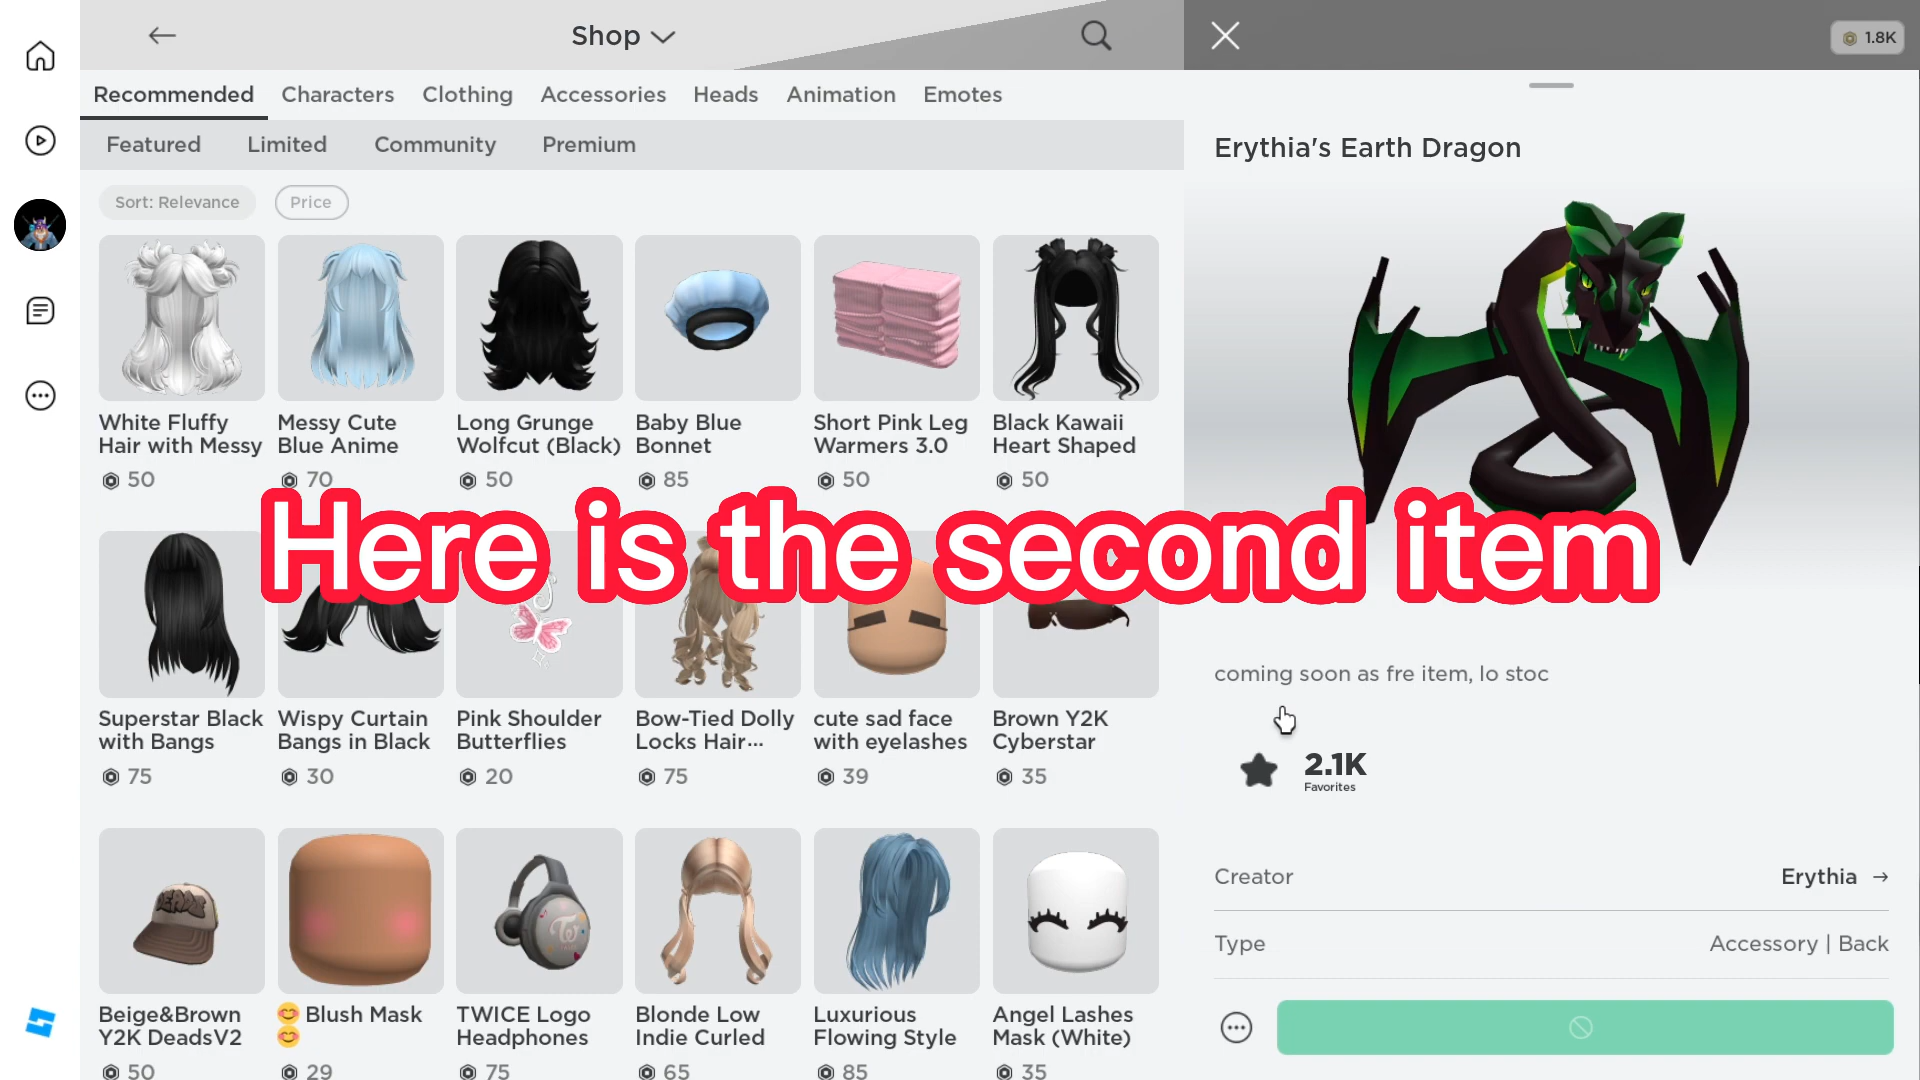 Shop
1.8K
Recommended Characters Clothing Accessories Heads Animation Emotes
Featured Limited Community Premium
Sort: Relevance Price
White Fluffy
Hair with Messy
50
Messy Cute
Blue Anime
70
Long Grunge
Wolfcut (Black)
50
Baby Blue
Bonnet
85
Short Pink Leg
Warmers 3.0
50
Black Kawaii
Heart Shaped
50
Here is the second item
Superstar Black
with Bangs
75
Wispy Curtain
Bangs in Black
30
Pink Shoulder
Butterflies
20
Bow-Tied Dolly
Locks Hair...
75
cute sad face
with eyelashes
39
Brown Y2K
Cyberstar
35
Beige&Brown
Y2K DeadsV2
50
😊 Blush Mask
😊
29
TWICE Logo
Headphones
75
Blonde Low
Indie Curled
65
Luxurious
Flowing Style
85
Angel Lashes
Mask (White)
35
Erythia's Earth Dragon
coming soon as fre item, lo stoc
2.1K
Favorites
Creator Erythia →
Type Accessory | Back